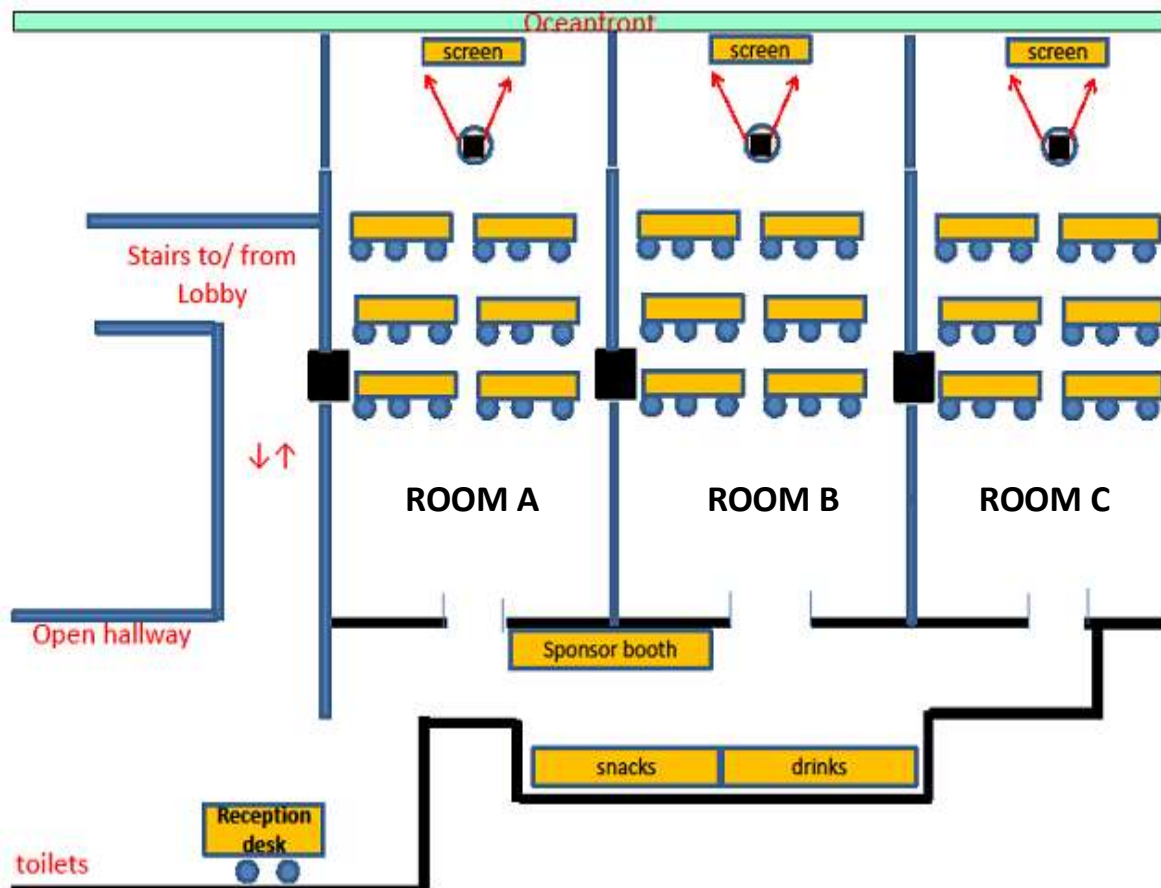 Oceanfront
screen
screen
screen
Stairs to/ from
Lobby
↓↑
ROOM A
ROOM B
ROOM C
Open hallway
Sponsor booth
snacks
drinks
Reception
desk
toilets